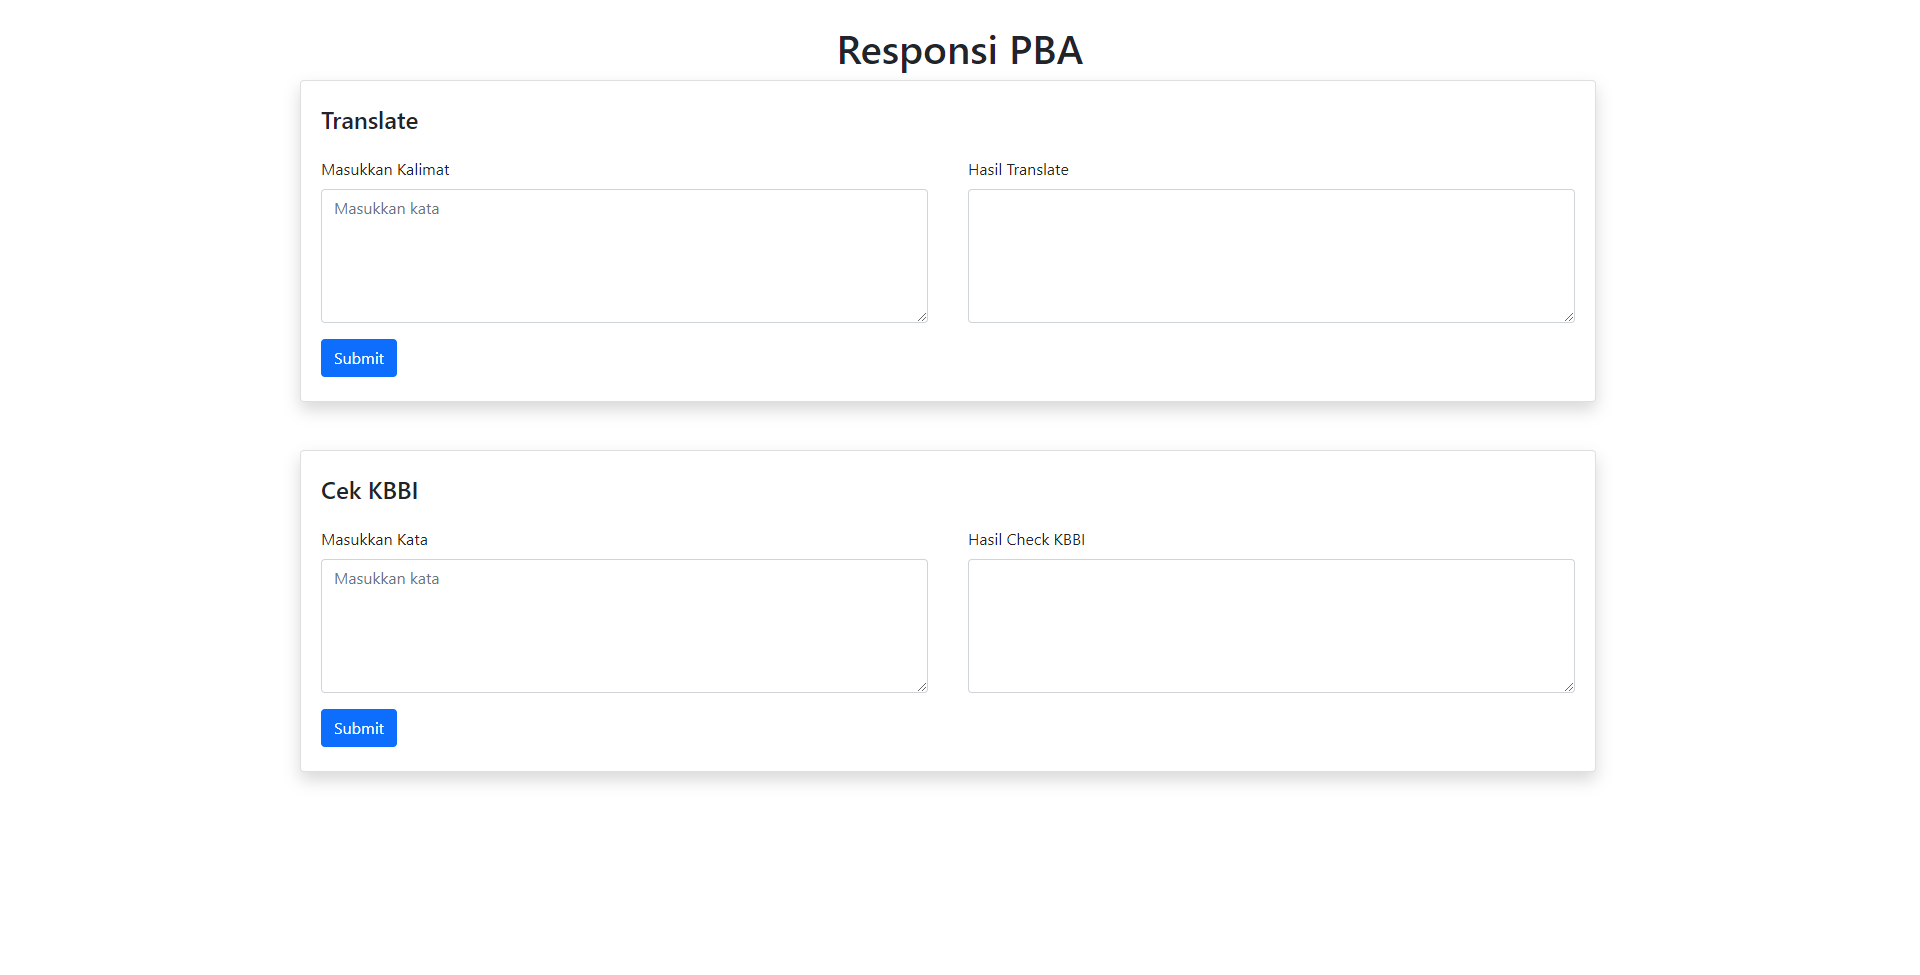 Responsi PBA
Translate
Masukkan Kalimat
Masukkan kata
Hasil Translate
Submit
Cek KBBI
Masukkan Kata
Masukkan kata
Hasil Check KBBI
Submit